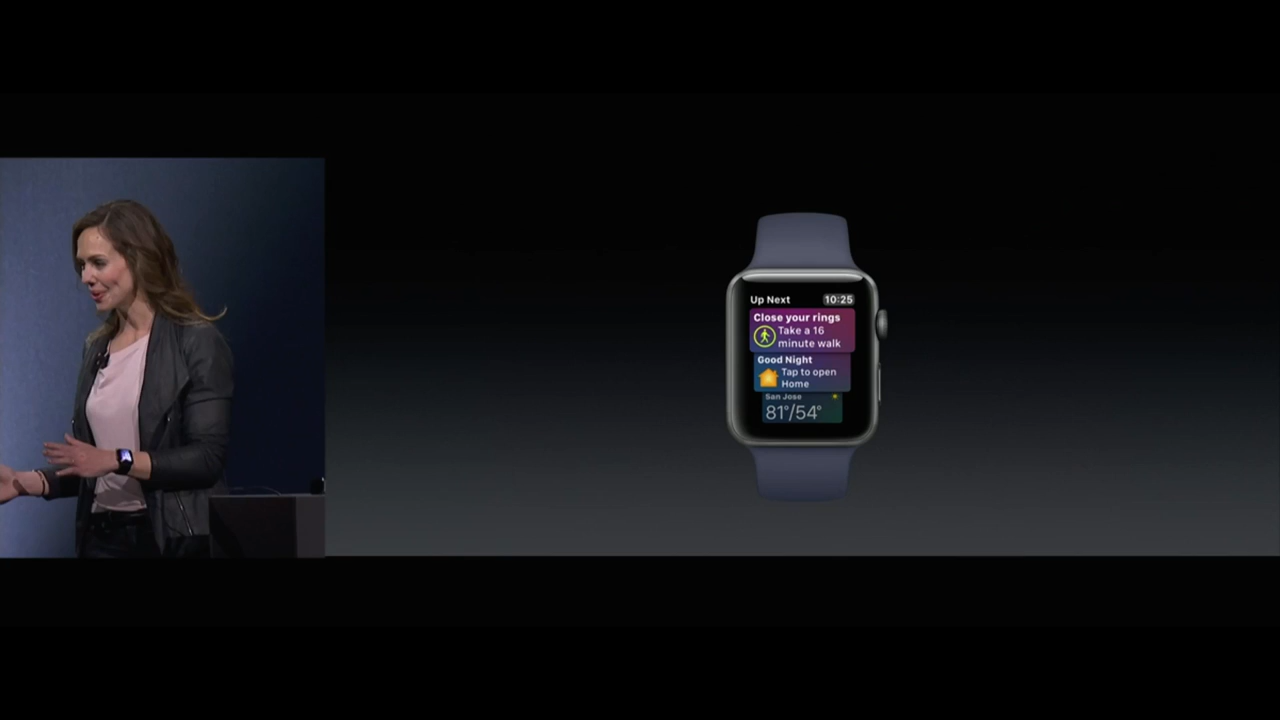 Up Next 10:25
Close your rings
Take a 16
minute walk
Good Night
Tap to open
Home
San Jose
81°/54°